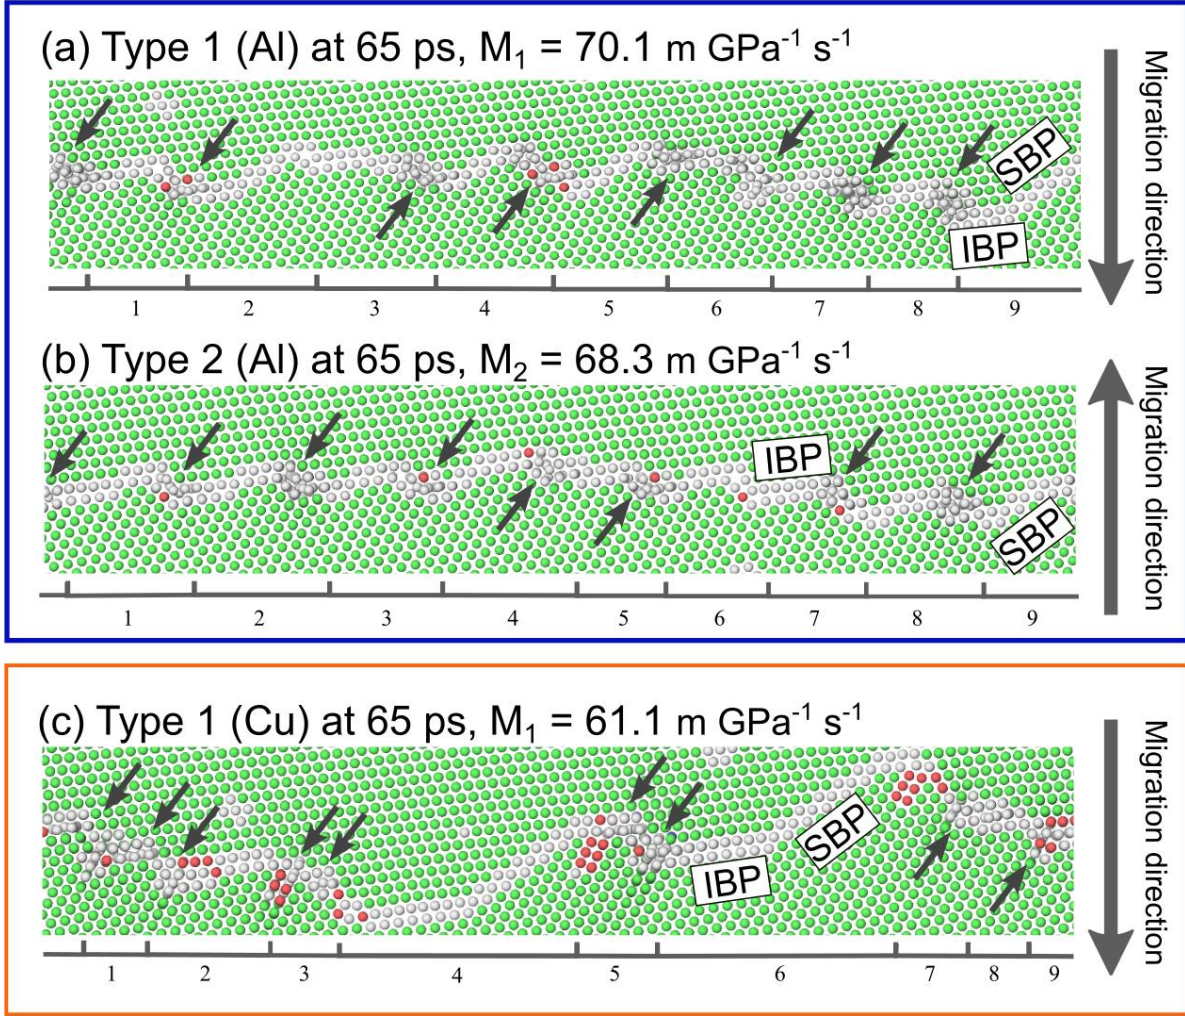 (a) Type 1 (Al) at 65 ps, M₁ = 70.1 m GPa⁻¹ s⁻¹
Migration direction
SBP
IBP
1 2 3 4 5 6 7 8 9
(b) Type 2 (Al) at 65 ps, M₂ = 68.3 m GPa⁻¹ s⁻¹
Migration direction
IBP
SBP
1 2 3 4 5 6 7 8 9
(c) Type 1 (Cu) at 65 ps, M₁ = 61.1 m GPa⁻¹ s⁻¹
Migration direction
SBP
IBP
1 2 3 4 5 6 7 8 9